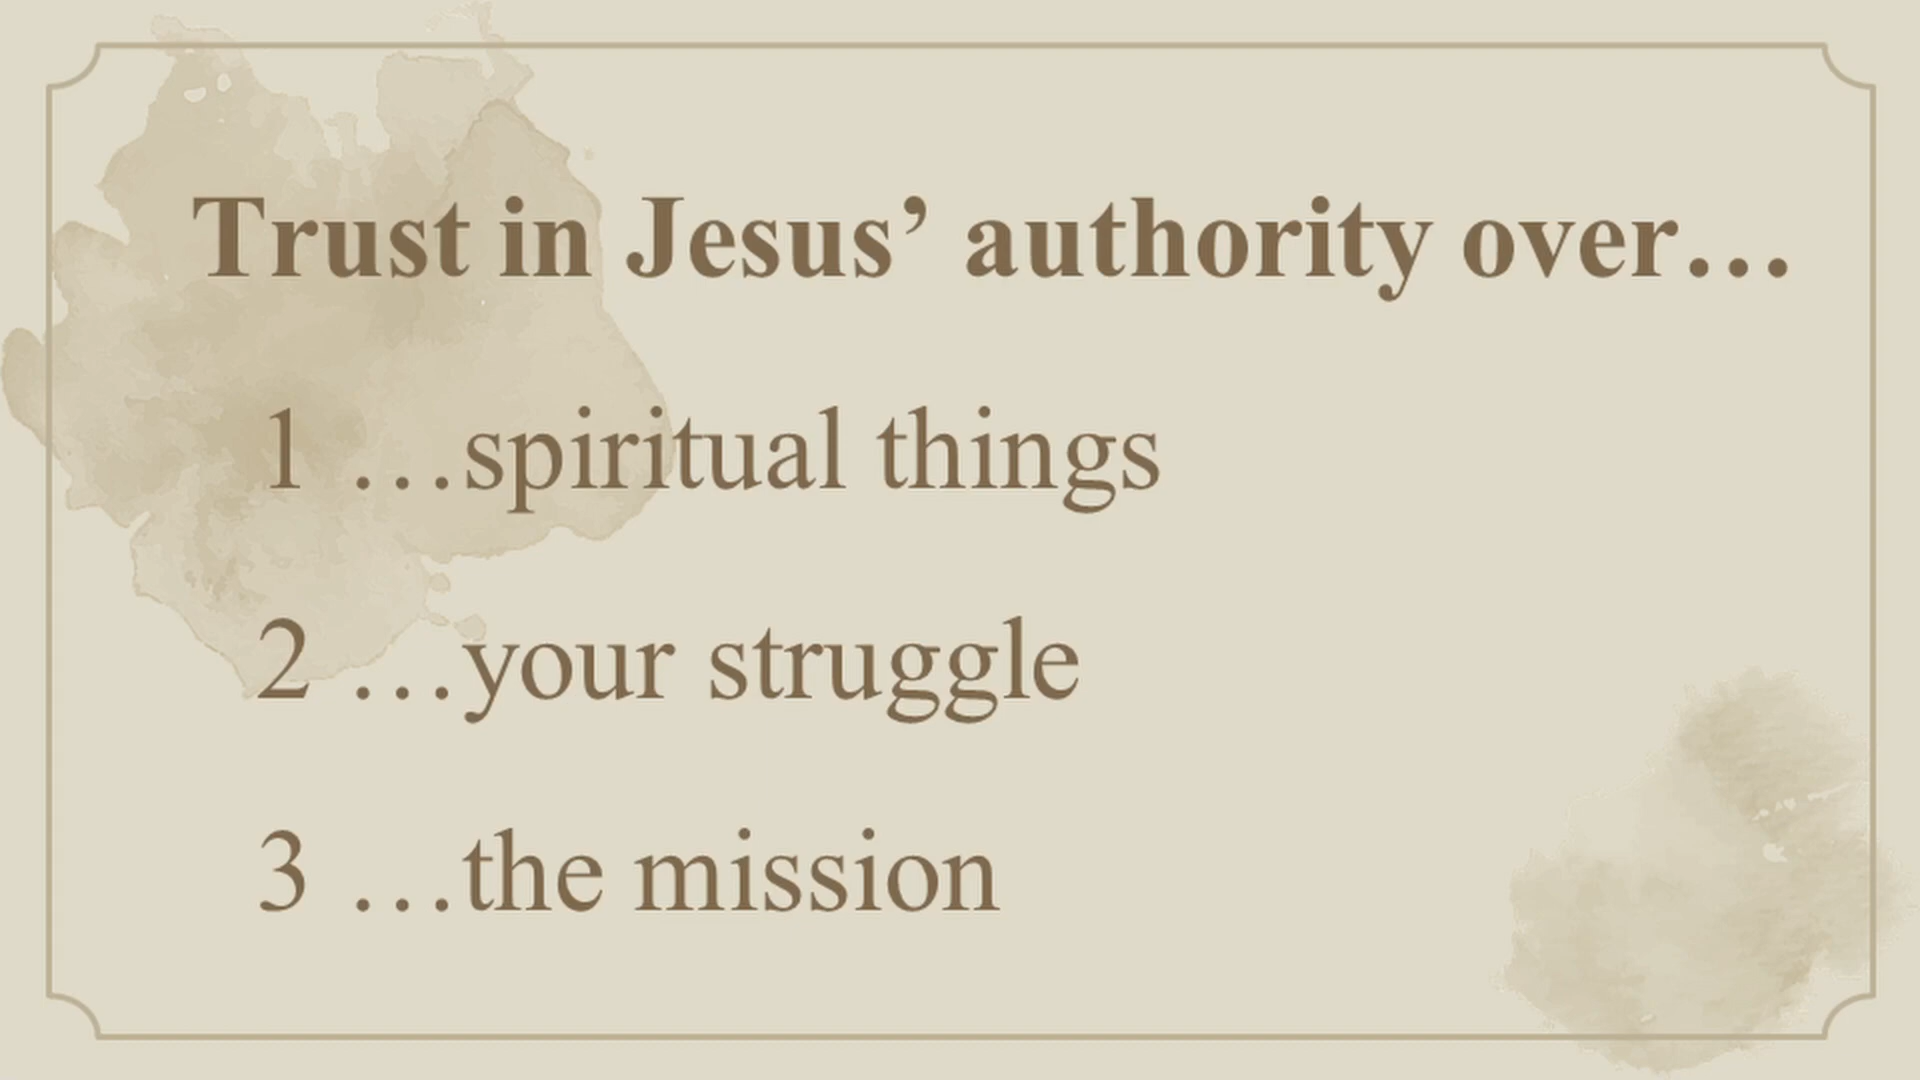 Trust in Jesus’ authority over…
1 …spiritual things
2 …your struggle
3 …the mission